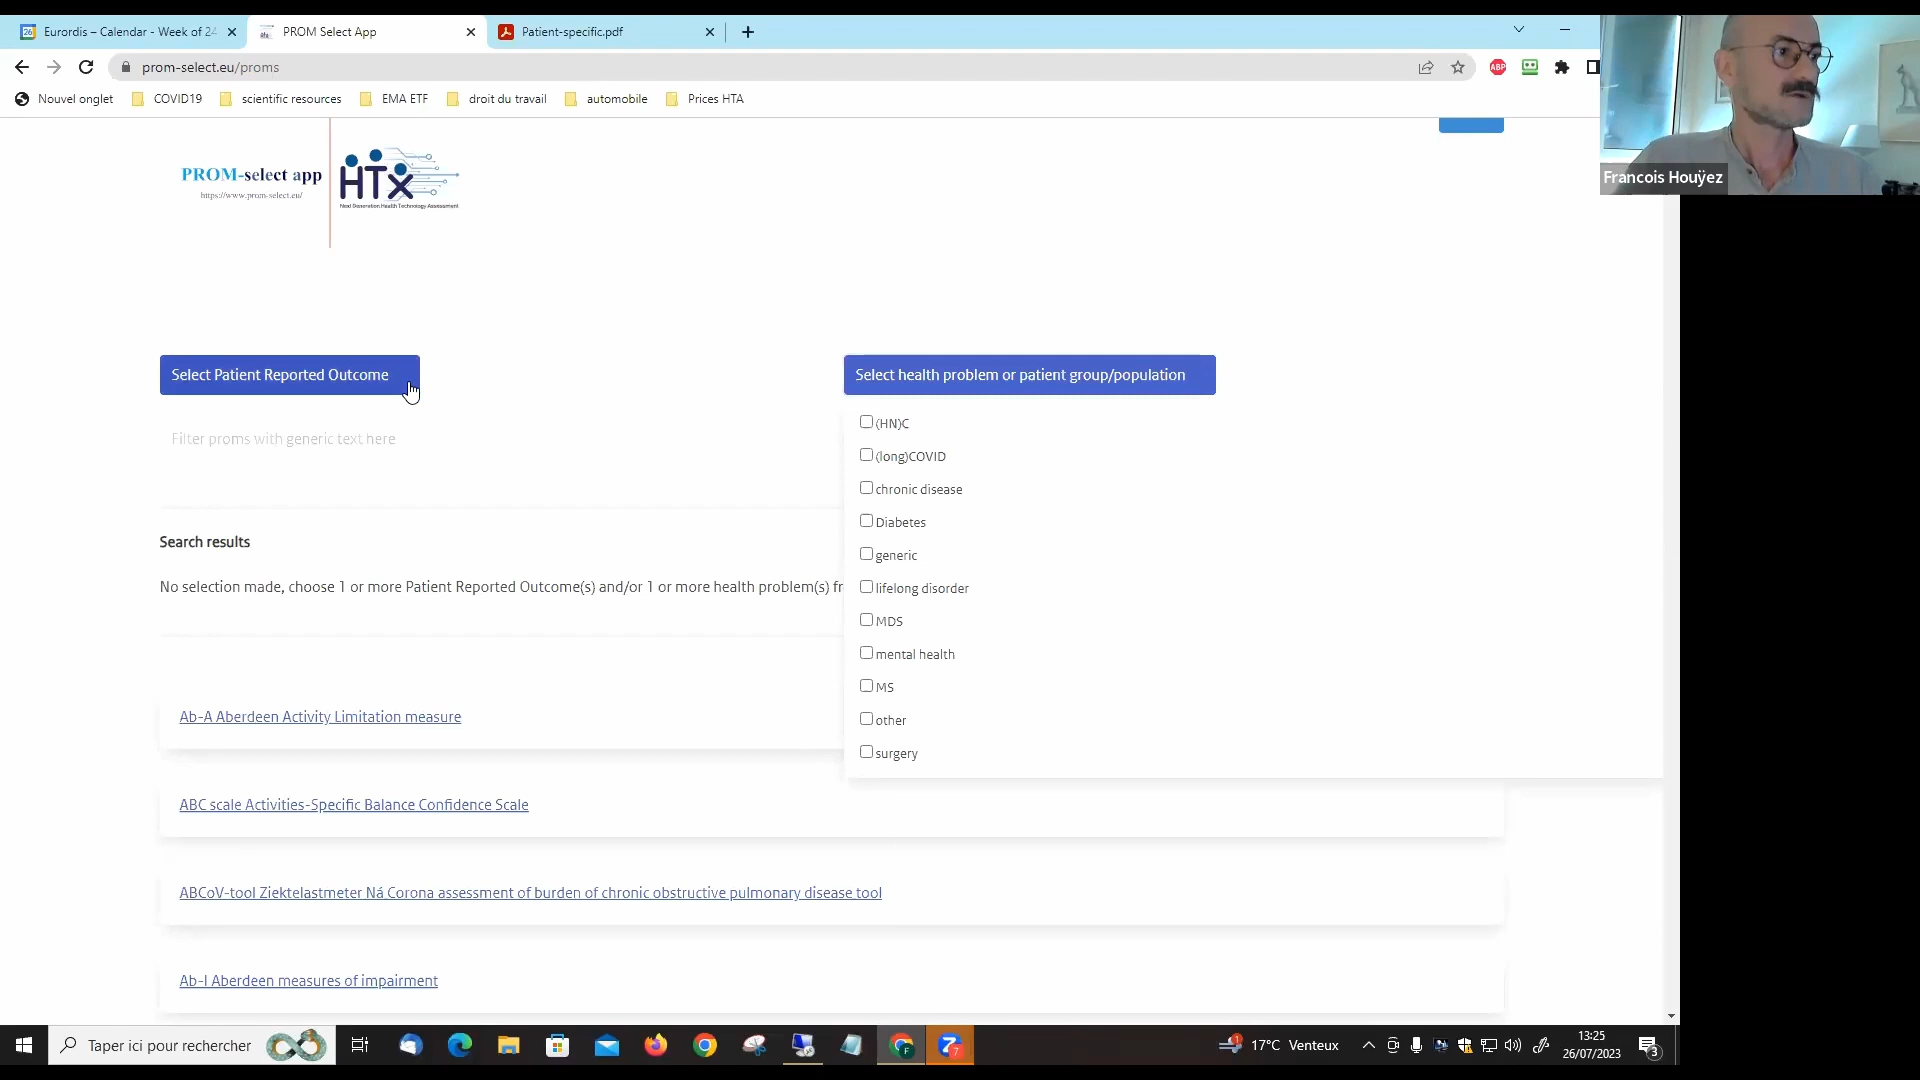 Eurordis – Calendar - Week of 24
PROM Select App
Patient-specific.pdf
prom-select.eu/proms
ABP
Nouvel onglet
COVID19
scientific resources
EMA ETF
droit du travail
automobile
Prices HTA
PROM-select app
https://www.prom-select.eu/
HTx
Next Generation Health Technology Assessment
Francois Houÿez
Select Patient Reported Outcome
Select health problem or patient group/population
Filter proms with generic text here
(HN)C
(long)COVID
chronic disease
Diabetes
generic
lifelong disorder
MDS
mental health
MS
other
surgery
Search results
No selection made, choose 1 or more Patient Reported Outcome(s) and/or 1 or more health problem(s) fr
Ab-A Aberdeen Activity Limitation measure
ABC scale Activities-Specific Balance Confidence Scale
ABCoV-tool Ziektelastmeter Ná Corona assessment of burden of chronic obstructive pulmonary disease tool
Ab-I Aberdeen measures of impairment
Taper ici pour rechercher
17°C Venteux
13:25
26/07/2023
3